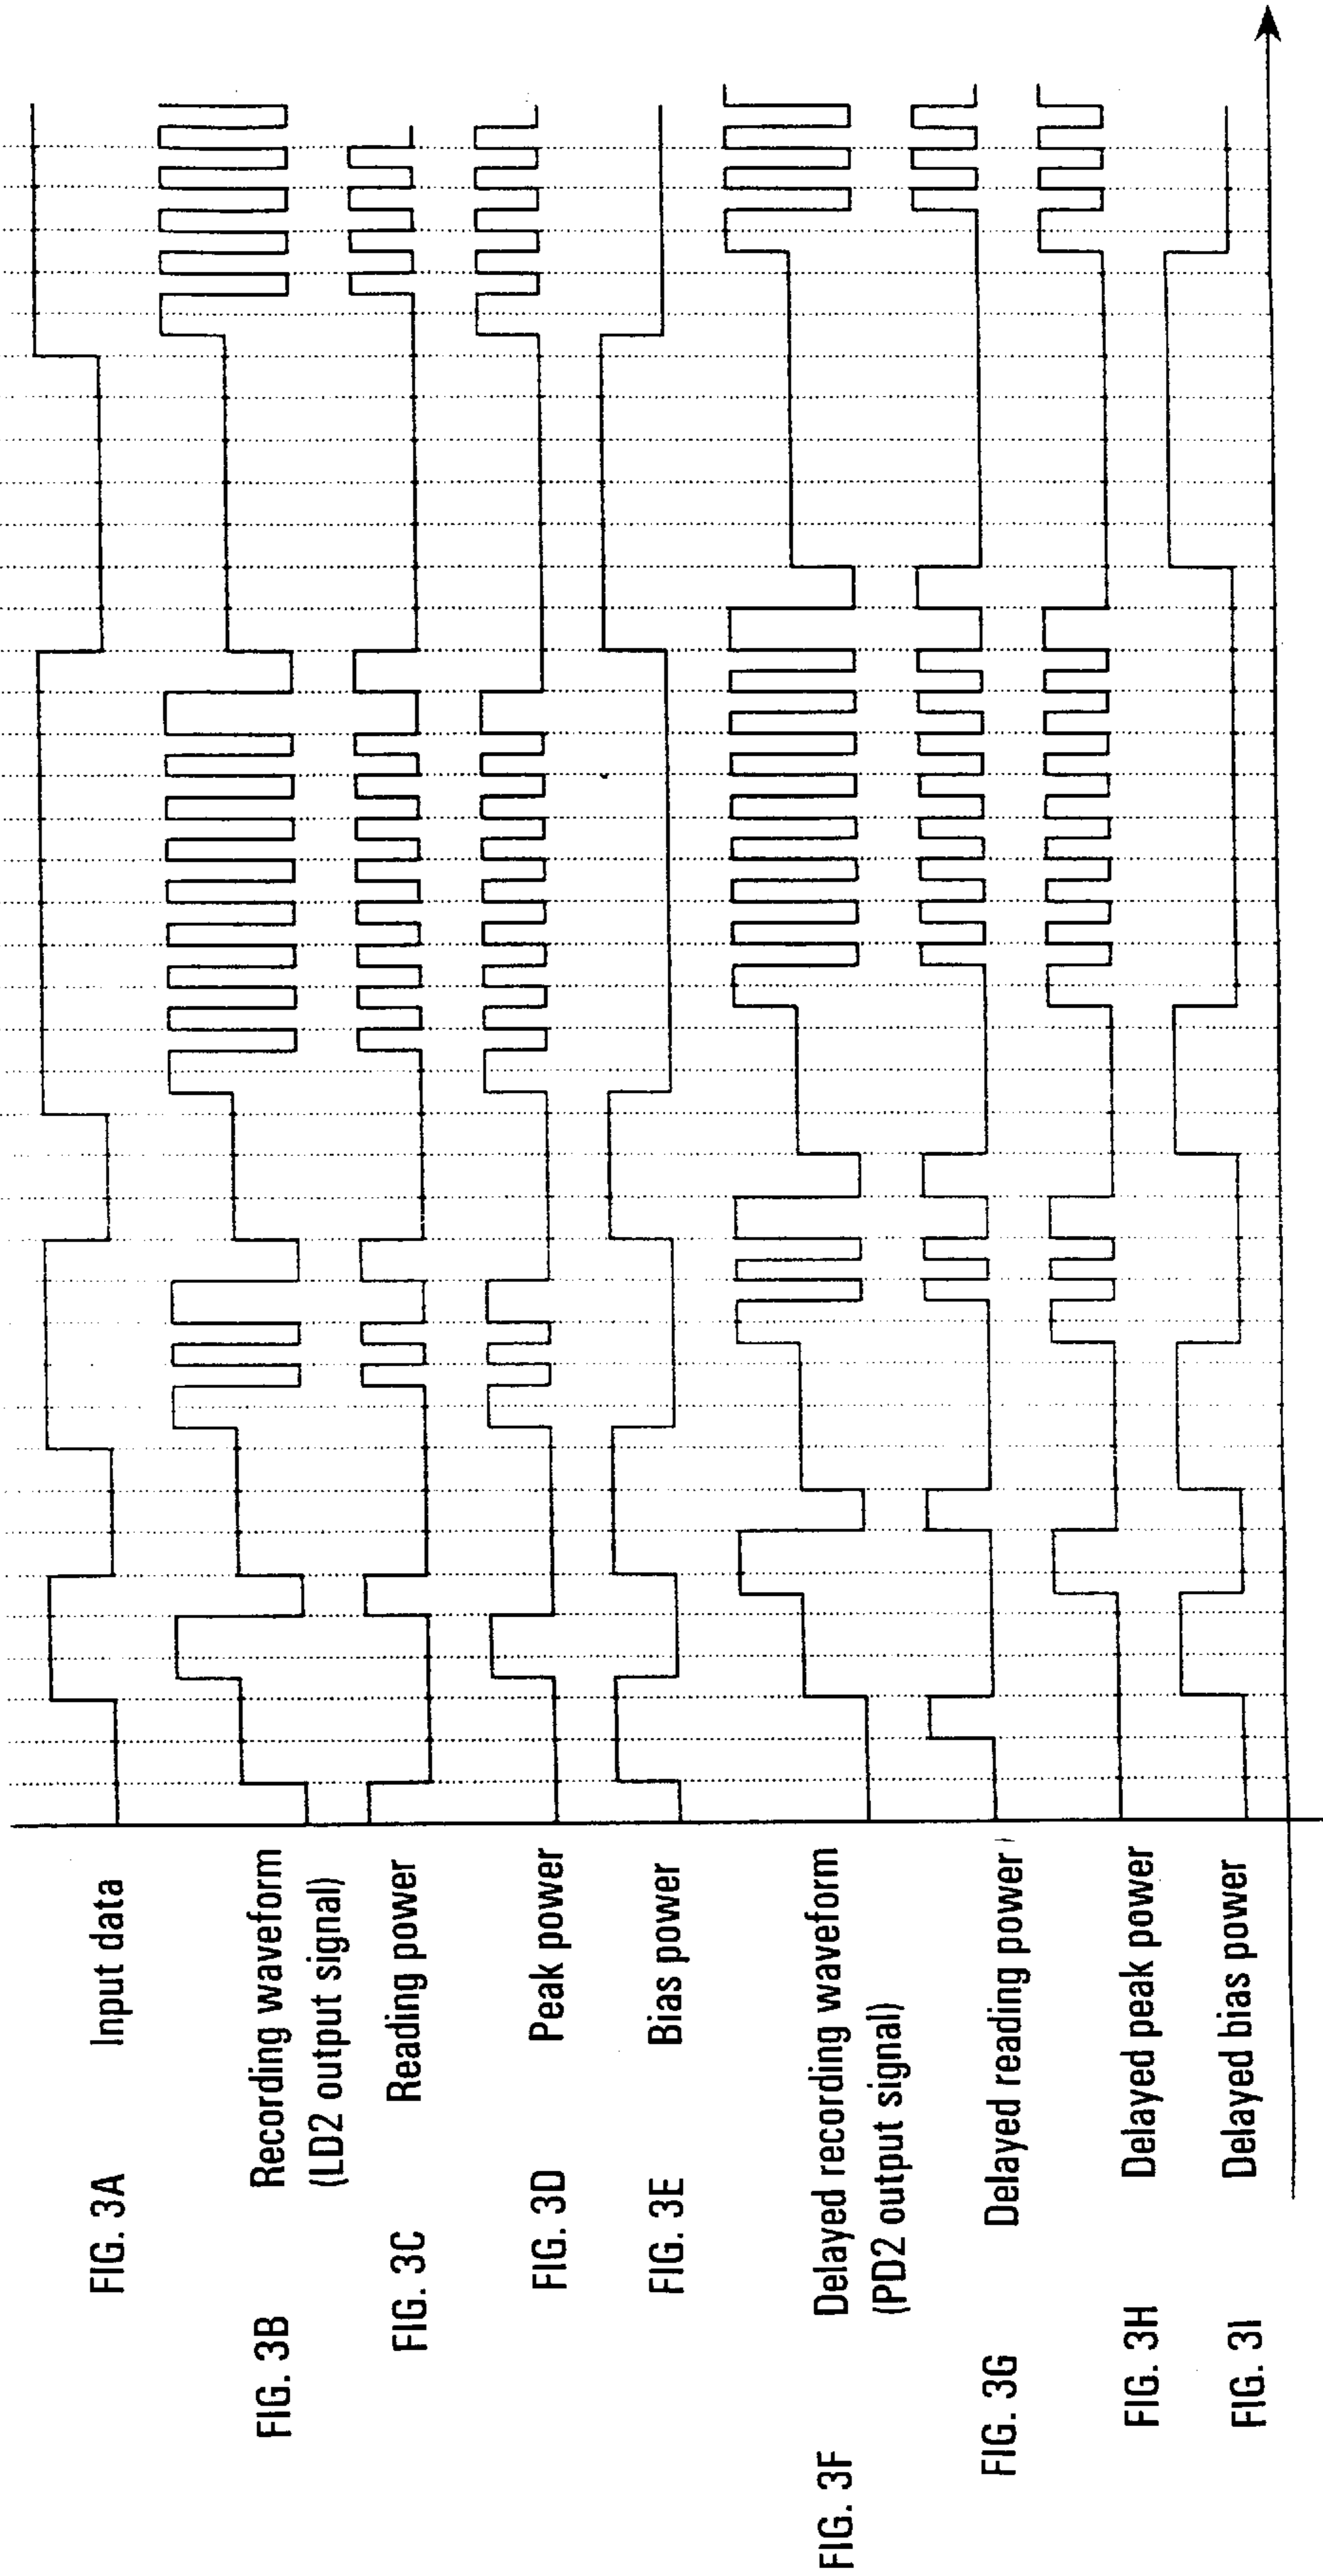 FIG. 3A Input data
FIG. 3B Recording waveform
(LD2 output signal)
FIG. 3C Reading power
FIG. 3D Peak power
FIG. 3E Bias power
FIG. 3F Delayed recording waveform
(PD2 output signal)
FIG. 3G Delayed reading power
FIG. 3H Delayed peak power
FIG. 3I Delayed bias power